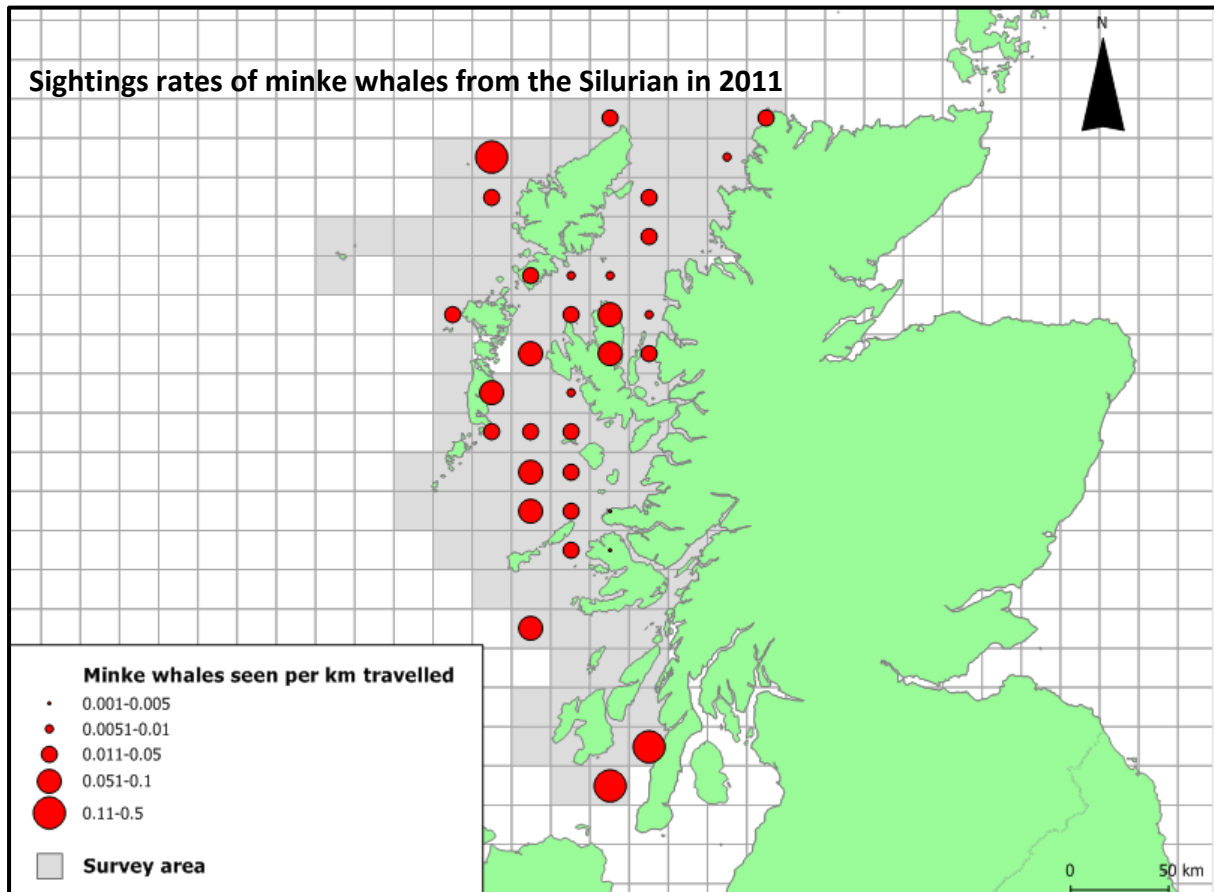 N
Sightings rates of minke whales from the Silurian in 2011
Minke whales seen per km travelled
0.001-0.005
0.0051-0.01
0.011-0.05
0.051-0.1
0.11-0.5
Survey area
0 50 km